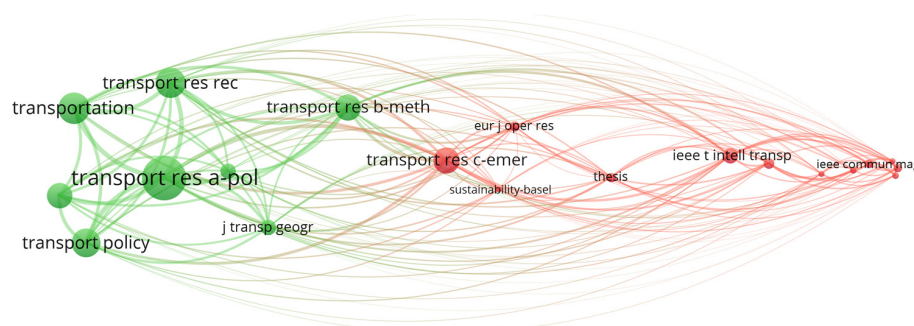 transport res rec
transportation
transport res b-meth
eur j oper res
transport res c-emer
ieee t intell transp
ieee commun ma
transport res a-pol
thesis
sustainability-basel
j transp geogr
transport policy